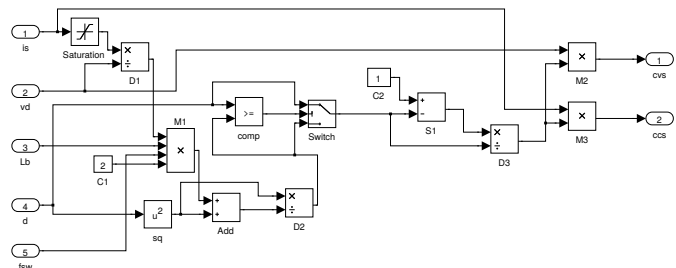 1
is
Saturation
×
÷
D1
2
vd
M1
3
Lb
×
2
C1
4
d
u²
sq
+
+
Add
×
÷
D2
5
fsw
>=
comp
Switch
1
C2
+
−
S1
×
÷
D3
×
M2
1
cvs
×
M3
2
ccs